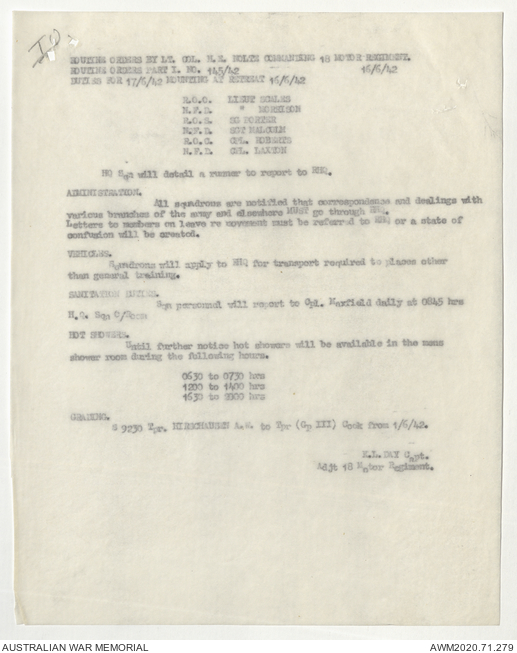 ROUTINE ORDERS BY LT. COL. H.R. NOLTE COMMANDING 18 MOTOR REGIMENT.
ROUTINE ORDERS PART I. NO. 145/42 16/6/42
DUTIES FOR 17/6/42 MOUNTING AT RETREAT 16/6/42
R.O.O. LIEUT SCALES
N.F.D. " MORRISON
R.O.S. SG PORTER
N.F.D. SGT MALCOLM
R.O.C. CPL. ROBERTS
N.F.D. CPL. LAXTON
HQ Sqn will detail a runner to report to RHQ.
ADMINISTRATION.
All squadrons are notified that correspondence and dealings with
various branches of the army and elsewhere MUST go through RHQ.
Letters to members on leave re movement must be referred to RHQ or a state of
confusion will be created.
VEHICLES.
Squadrons will apply to RHQ for transport required to places other
than general training.
SANITATION DUTIES.
Sqn personnel will report to Cpl. Maxfield daily at 0845 hrs
H.Q. Sqn O/Room
HOT SHOWERS.
Until further notice hot showers will be available in the mens
shower room during the following hours.
0630 to 0730 hrs
1200 to 1400 hrs
1630 to hrs
GRADING.
S 9230 Tpr. A.W. to Tpr (Gp III) Cook from 1/6/42.
DAY Capt.
Adjt 18 Motor Regiment.
AUSTRALIAN WAR MEMORIAL AWM2020.71.279